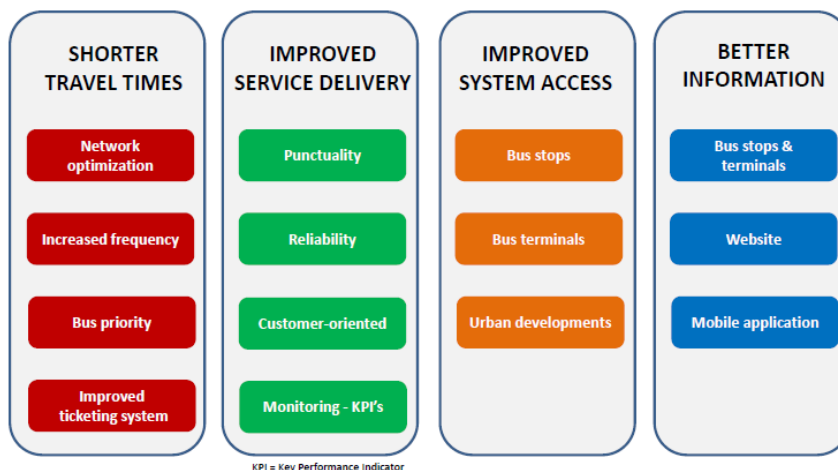 SHORTER
TRAVEL TIMES
Network
optimization
Increased frequency
Bus priority
Improved
ticketing system
IMPROVED
SERVICE DELIVERY
Punctuality
Reliability
Customer-oriented
Monitoring - KPI's
IMPROVED
SYSTEM ACCESS
Bus stops
Bus terminals
Urban developments
BETTER
INFORMATION
Bus stops &
terminals
Website
Mobile application
KPI = Key Performance Indicator